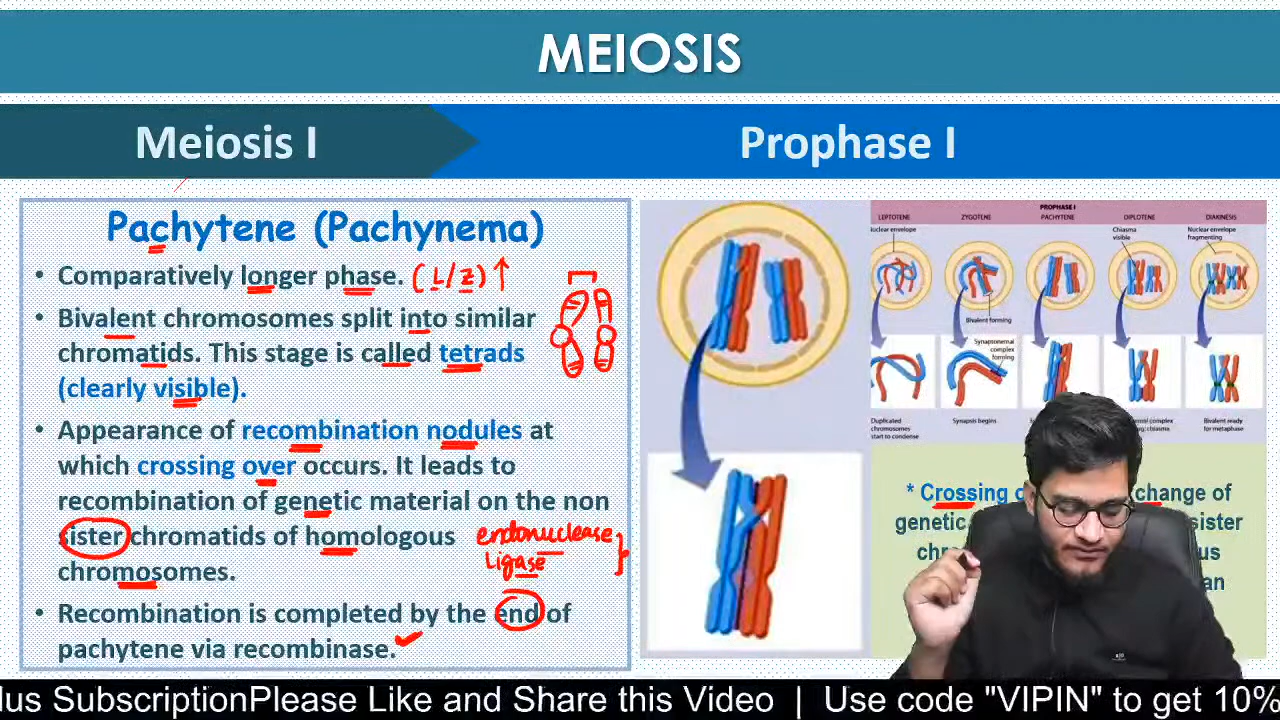 MEIOSIS
Meiosis I
Prophase I
Pachytene (Pachynema)
• Comparatively longer phase. (L/Z)↑
• Bivalent chromosomes split into similar
chromatids. This stage is called tetrads
(clearly visible).
• Appearance of recombination nodules at
which crossing over occurs. It leads to
recombination of genetic material on the non
sister chromatids of homologous
chromosomes.
endonuclease
Ligase
• Recombination is completed by the end of
pachytene via recombinase.
PROPHASE I
LEPTOTENE ZYGOTENE PACHYTENE DIPLOTENE DIAKINESIS
Nuclear envelope
Chiasma
visible
Nuclear envelope
fragmenting
Bivalent forming
Synaptonemal
complex
forming
Duplicated
chromosomes
start to condense
Synapsis begins
Bivalent ready
for metaphase
* Crossing change of
genetic sister
lus SubscriptionPlease Like and Share this Video | Use code "VIPIN" to get 10%